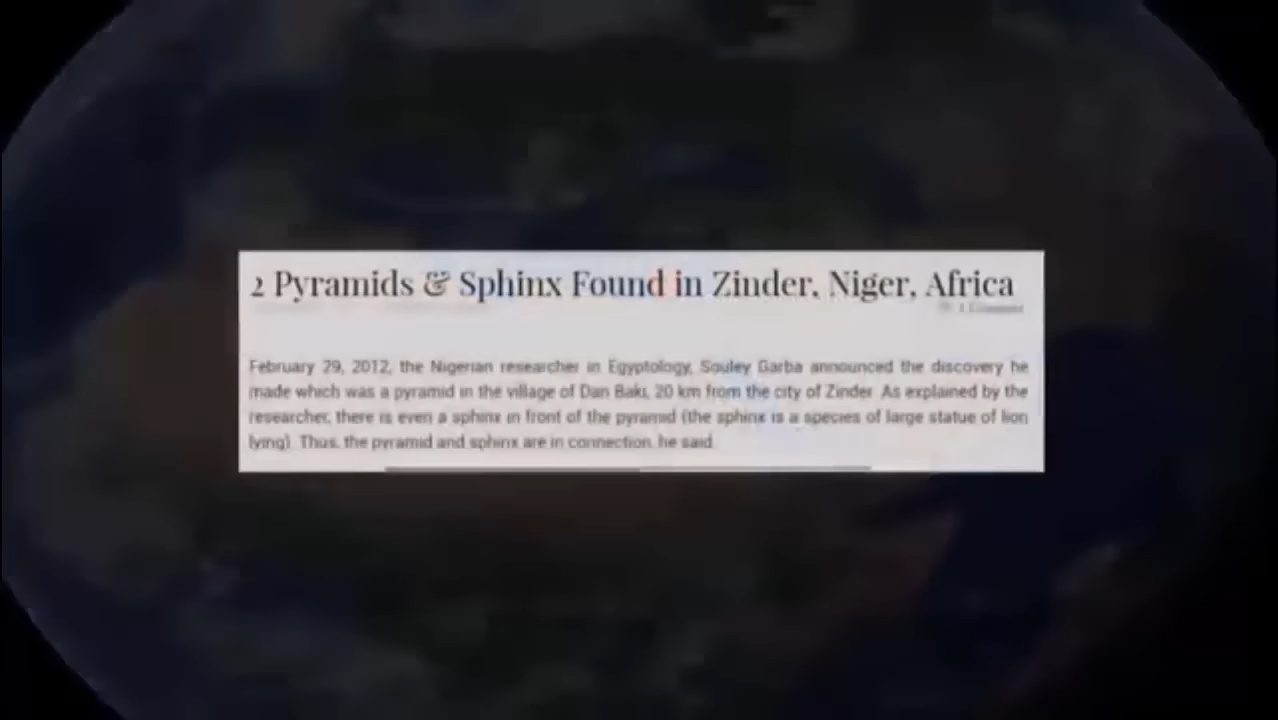 2 Pyramids & Sphinx Found in Zinder, Niger, Africa
1 Comment
February 29, 2012, the Nigerian researcher in Egyptology, Souley Garba announced the discovery he
made which was a pyramid in the village of Dan Baki, 20 km from the city of Zinder. As explained by the
researcher, there is even a sphinx in front of the pyramid (the sphinx is a species of large statue of lion
lying). Thus, the pyramid and sphinx are in connection, he said.